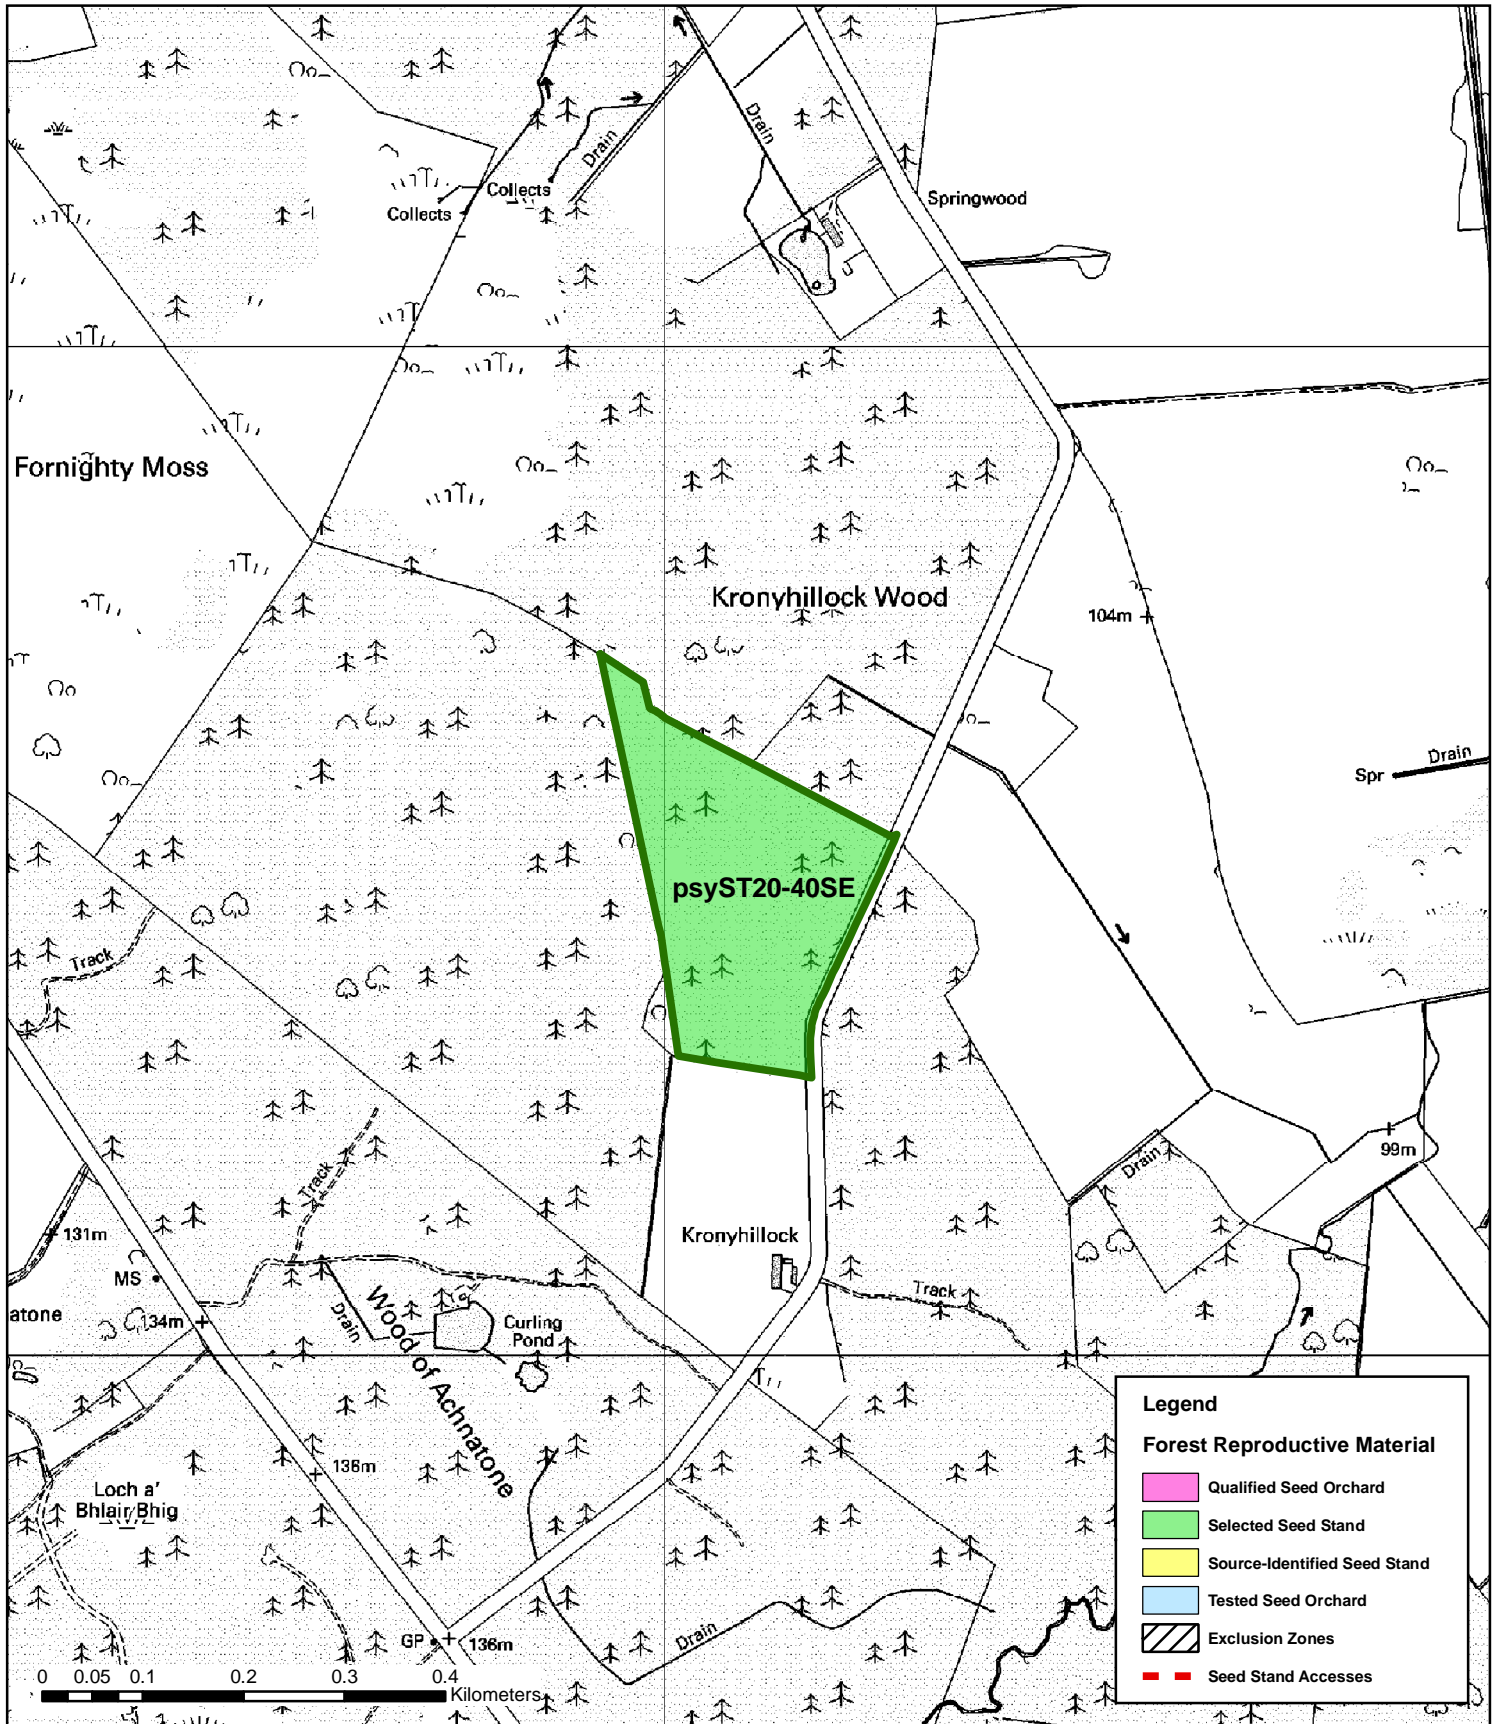 Drain
Drain
Collects
Collects
Springwood
Fornighty Moss
Kronyhillock Wood
104m
Drain
Spr
psyST20-40SE
Track
Drain
99m
Track
131m
Kronyhillock
MS
Track
atone
134m
Drain
Curling
Pond
Wood of Achnatone
136m
Loch a'
Bhlair Bhig
GP
136m
Drain
Legend
Forest Reproductive Material
Qualified Seed Orchard
Selected Seed Stand
Source-Identified Seed Stand
Tested Seed Orchard
Exclusion Zones
Seed Stand Accesses
0 0.05 0.1 0.2 0.3 0.4
Kilometers